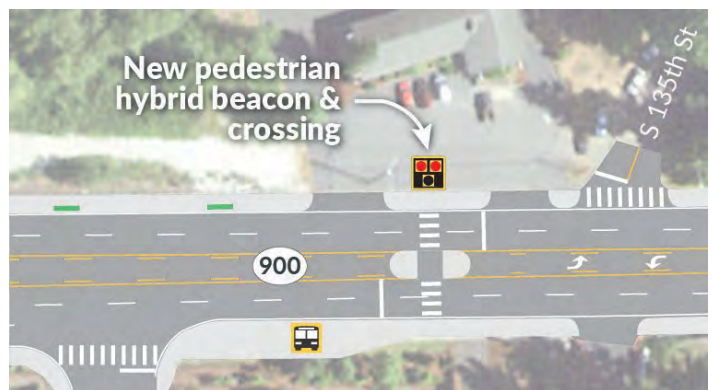 New pedestrian
hybrid beacon &
crossing
S 135th St
900